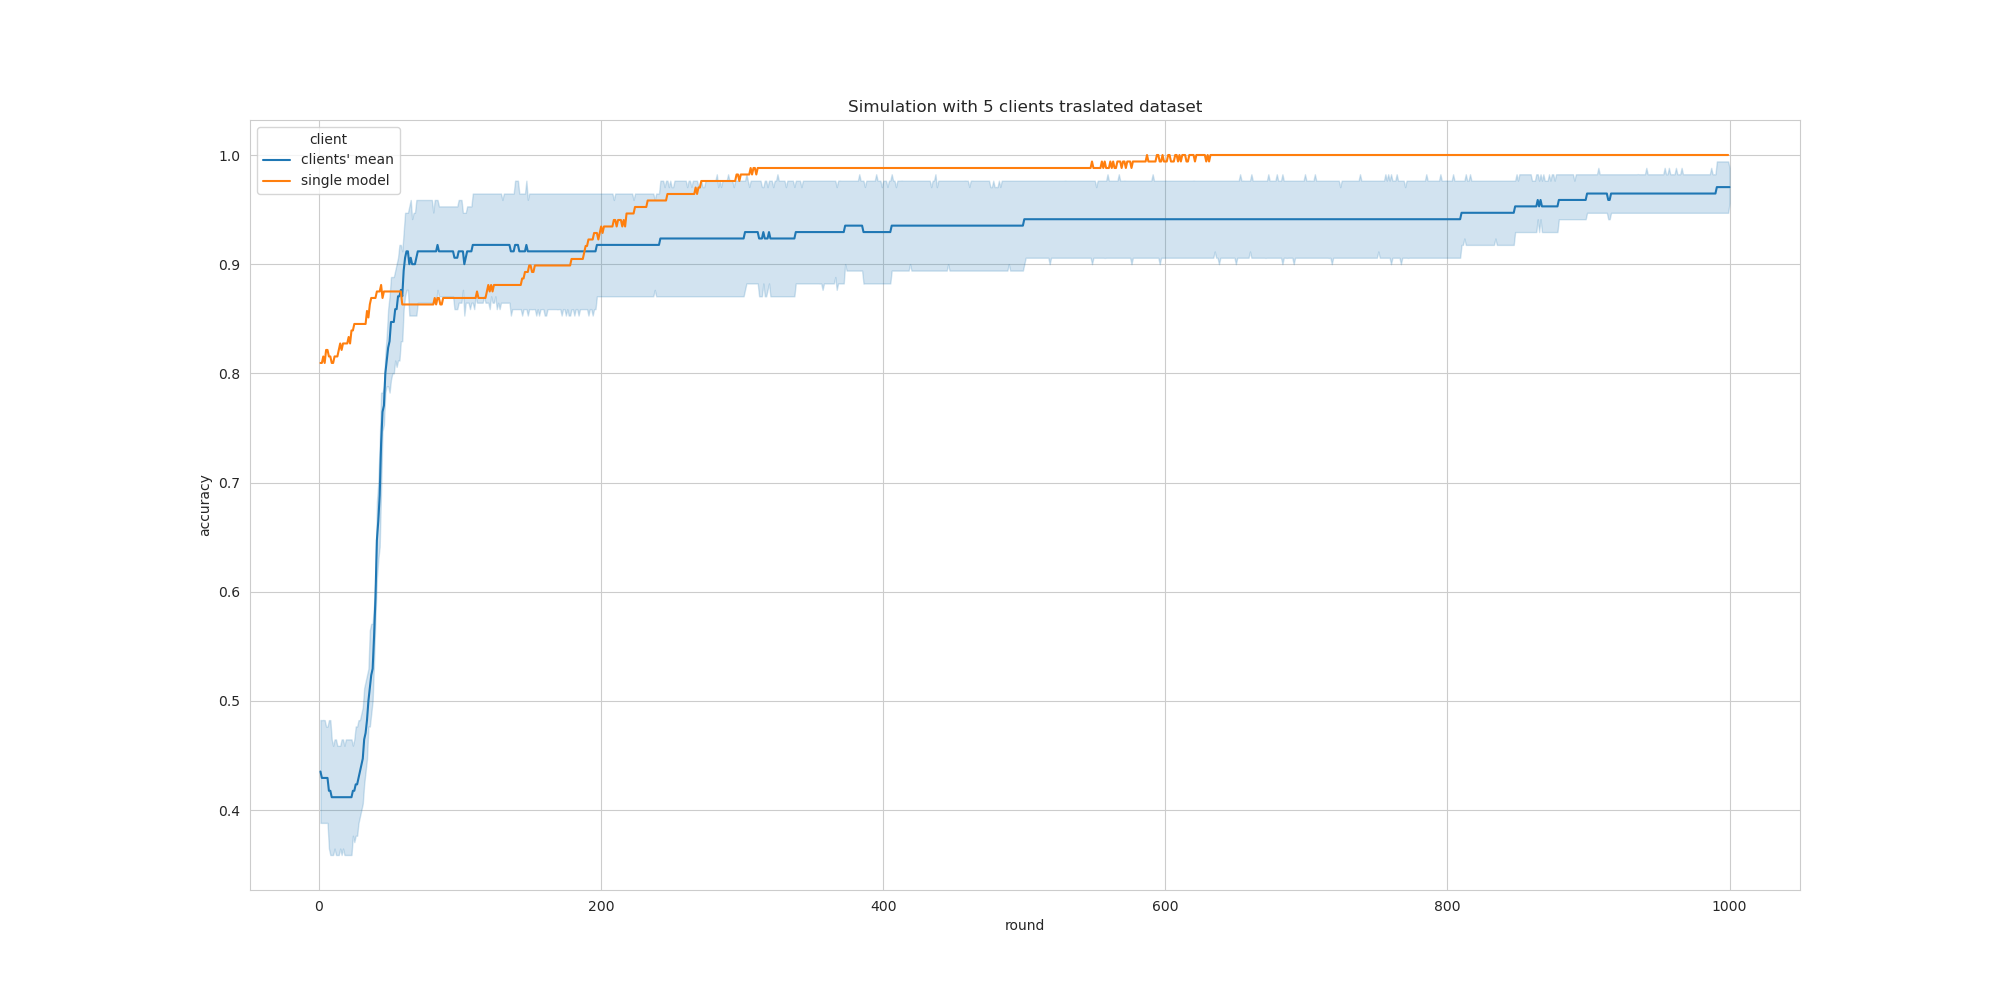 Simulation with 5 clients traslated dataset
client
clients' mean
single model
1.0
0.9
0.8
0.7
0.6
0.5
0.4
accuracy
0 200 400 600 800 1000
round